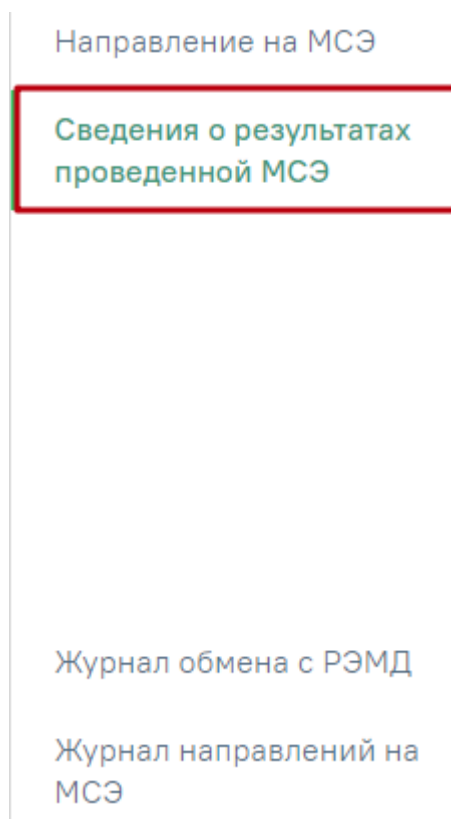 Направление на МСЭ
Сведения о результатах
проведенной МСЭ
Журнал обмена с РЭМД
Журнал направлений на
МСЭ